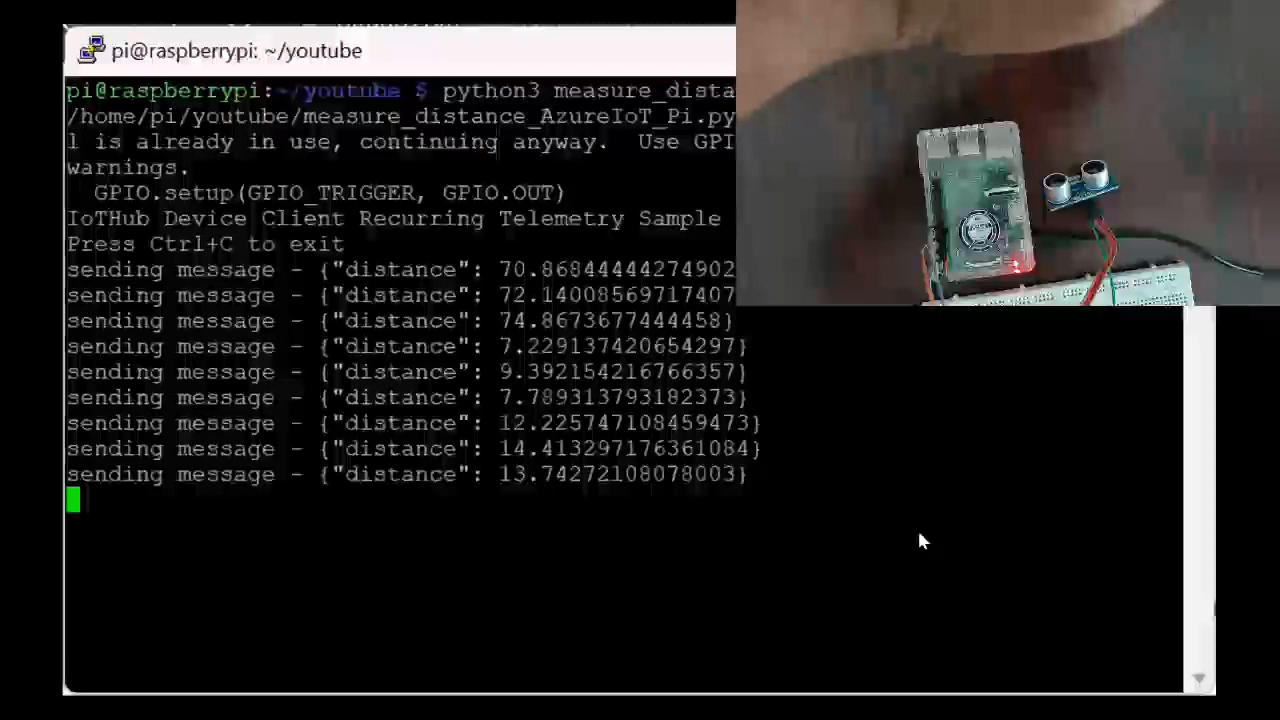 pi@raspberrypi: ~/youtube
pi@raspberrypi:~/youtube $ python3 measure_dista
/home/pi/youtube/measure_distance_AzureIoT_Pi.py
l is already in use, continuing anyway.  Use GPI
warnings.
  GPIO.setup(GPIO_TRIGGER, GPIO.OUT)
IoTHub Device Client Recurring Telemetry Sample
Press Ctrl+C to exit
sending message - {"distance": 70.86844444274902
sending message - {"distance": 72.14008569717407
sending message - {"distance": 74.8673677444458}
sending message - {"distance": 7.229137420654297}
sending message - {"distance": 9.392154216766357}
sending message - {"distance": 7.789313793182373}
sending message - {"distance": 12.225747108459473}
sending message - {"distance": 14.413297176361084}
sending message - {"distance": 13.74272108078003}